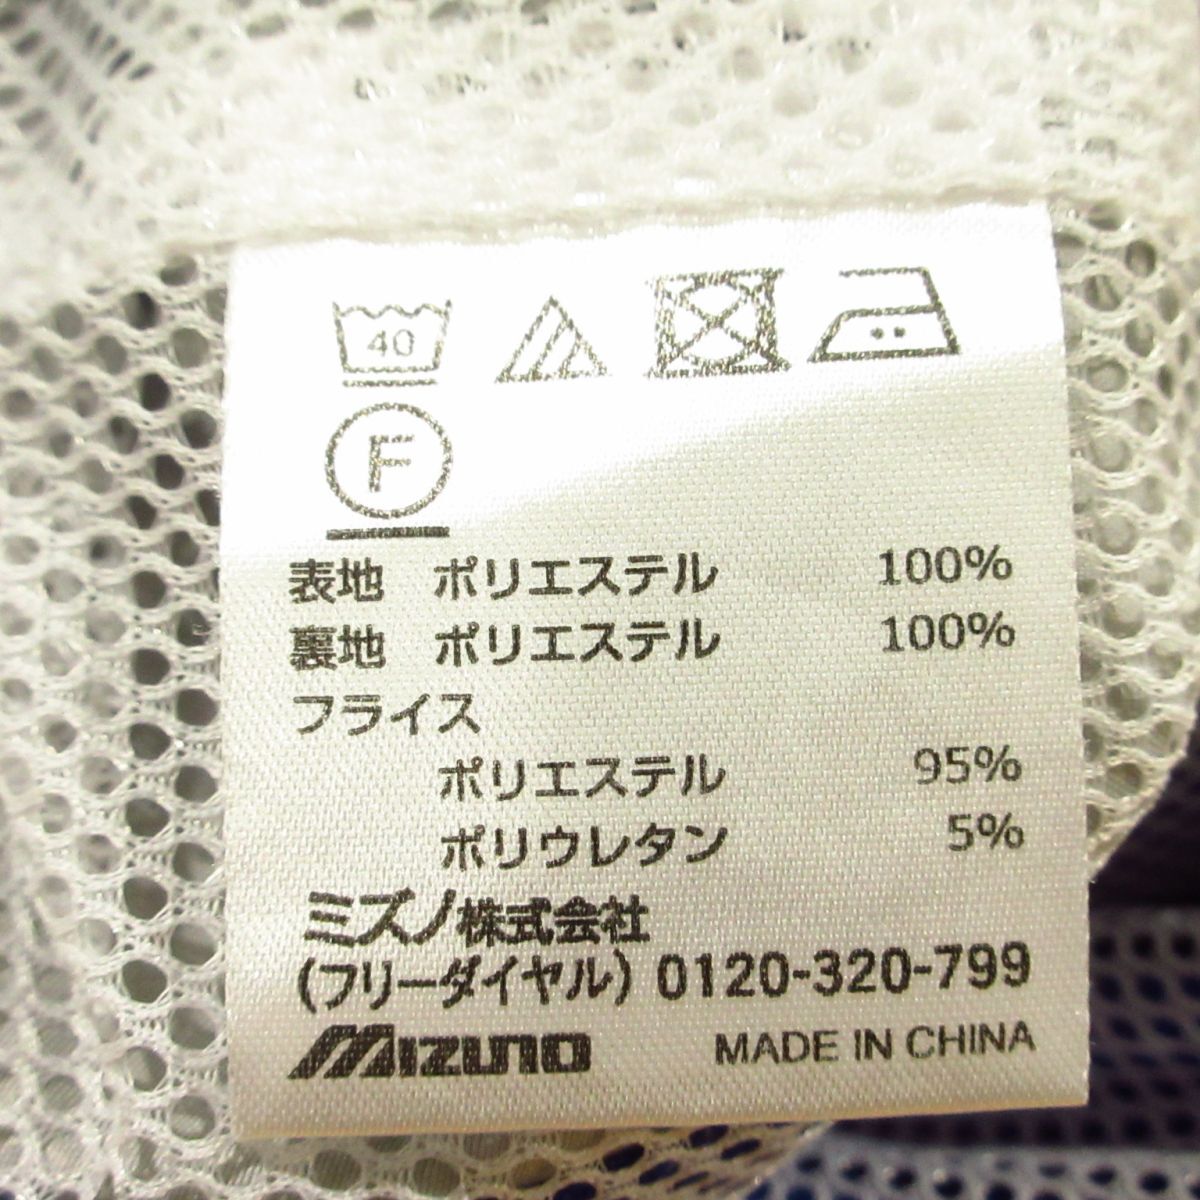 40
F
表地 ポリエステル 100%
裏地 ポリエステル 100%
フライス
ポリエステル 95%
ポリウレタン 5%
ミズノ株式会社
(フリーダイヤル) 0120-320-799
MIZUNO MADE IN CHINA